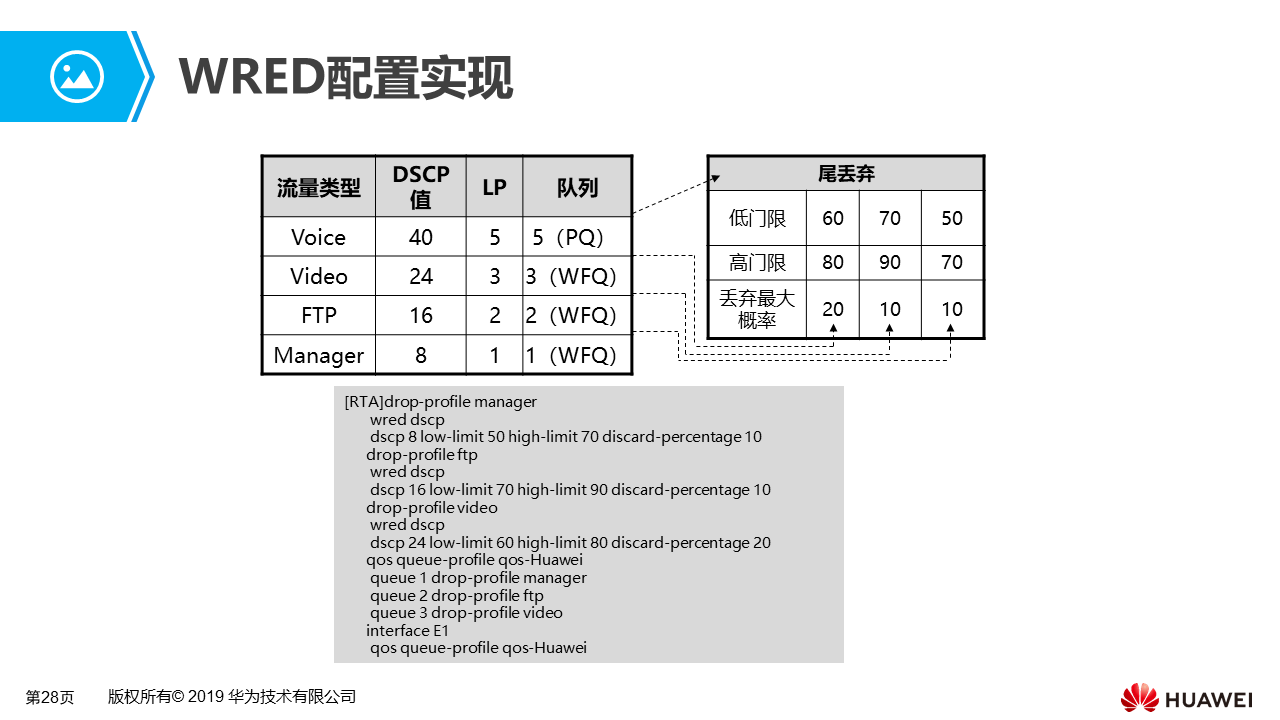 WRED配置实现
流量类型 DSCP值 LP 队列
Voice 40 5 5（PQ）
Video 24 3 3（WFQ）
FTP 16 2 2（WFQ）
Manager 8 1 1（WFQ）
尾丢弃
低门限 60 70 50
高门限 80 90 70
丢弃最大概率 20 10 10
[RTA]drop-profile manager
wred dscp
dscp 8 low-limit 50 high-limit 70 discard-percentage 10
drop-profile ftp
wred dscp
dscp 16 low-limit 70 high-limit 90 discard-percentage 10
drop-profile video
wred dscp
dscp 24 low-limit 60 high-limit 80 discard-percentage 20
qos queue-profile qos-Huawei
queue 1 drop-profile manager
queue 2 drop-profile ftp
queue 3 drop-profile video
interface E1
qos queue-profile qos-Huawei
第28页 版权所有© 2019 华为技术有限公司
HUAWEI